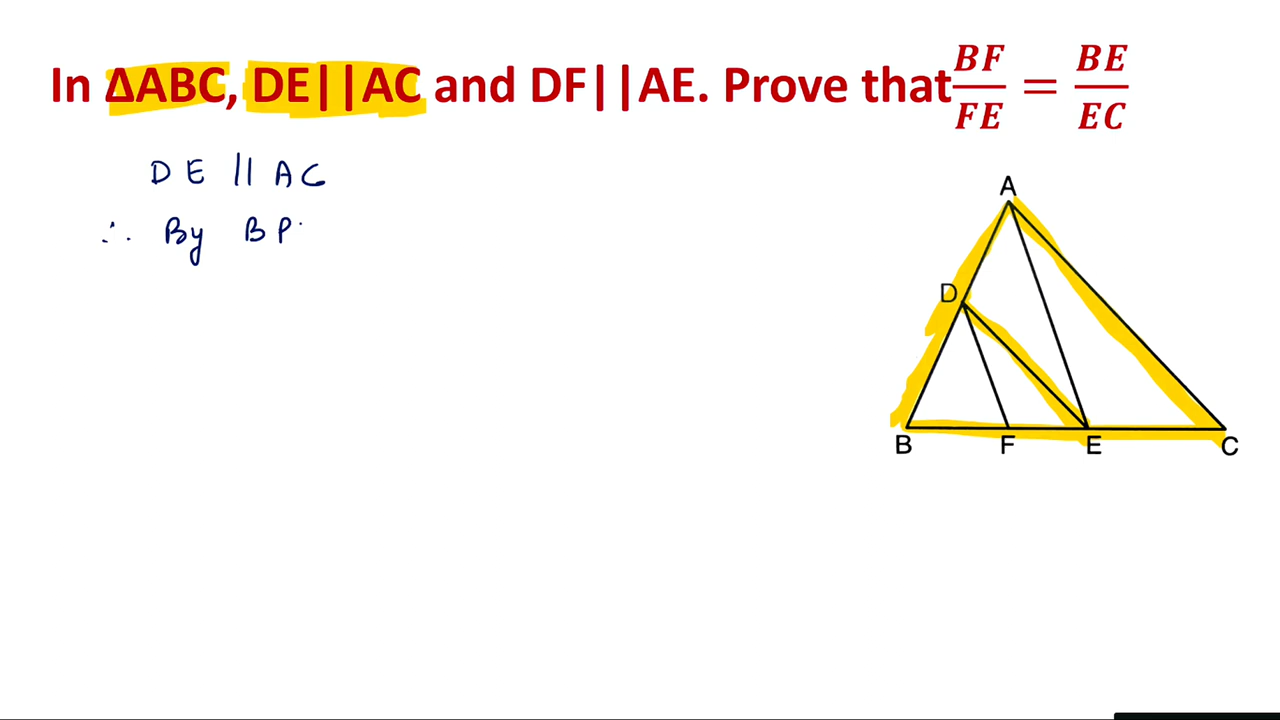 In ΔABC, DE||AC and DF||AE. Prove that BF/FE = BE/EC
DE || AC
∴ By BP
A
D
B F E C